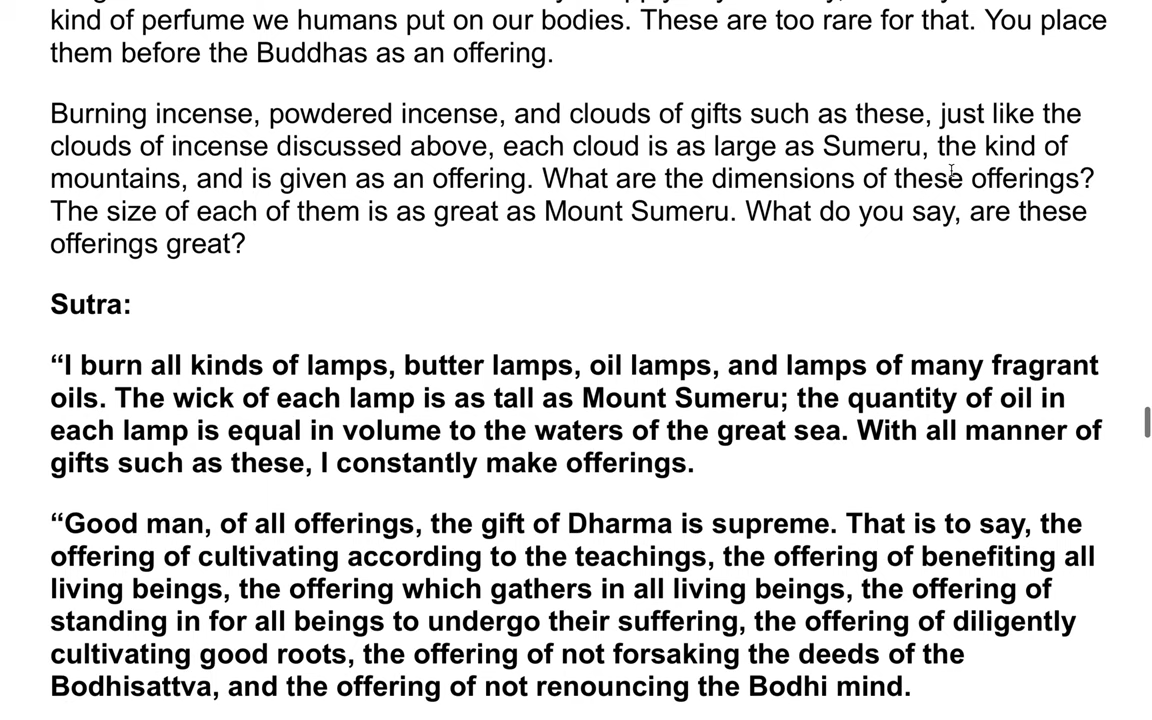 kind of perfume we humans put on our bodies. These are too rare for that. You place
them before the Buddhas as an offering.
Burning incense, powdered incense, and clouds of gifts such as these, just like the
clouds of incense discussed above, each cloud is as large as Sumeru, the kind of
mountains, and is given as an offering. What are the dimensions of these offerings?
The size of each of them is as great as Mount Sumeru. What do you say, are these
offerings great?
Sutra:
“I burn all kinds of lamps, butter lamps, oil lamps, and lamps of many fragrant
oils. The wick of each lamp is as tall as Mount Sumeru; the quantity of oil in
each lamp is equal in volume to the waters of the great sea. With all manner of
gifts such as these, I constantly make offerings.
“Good man, of all offerings, the gift of Dharma is supreme. That is to say, the
offering of cultivating according to the teachings, the offering of benefiting all
living beings, the offering which gathers in all living beings, the offering of
standing in for all beings to undergo their suffering, the offering of diligently
cultivating good roots, the offering of not forsaking the deeds of the
Bodhisattva, and the offering of not renouncing the Bodhi mind.